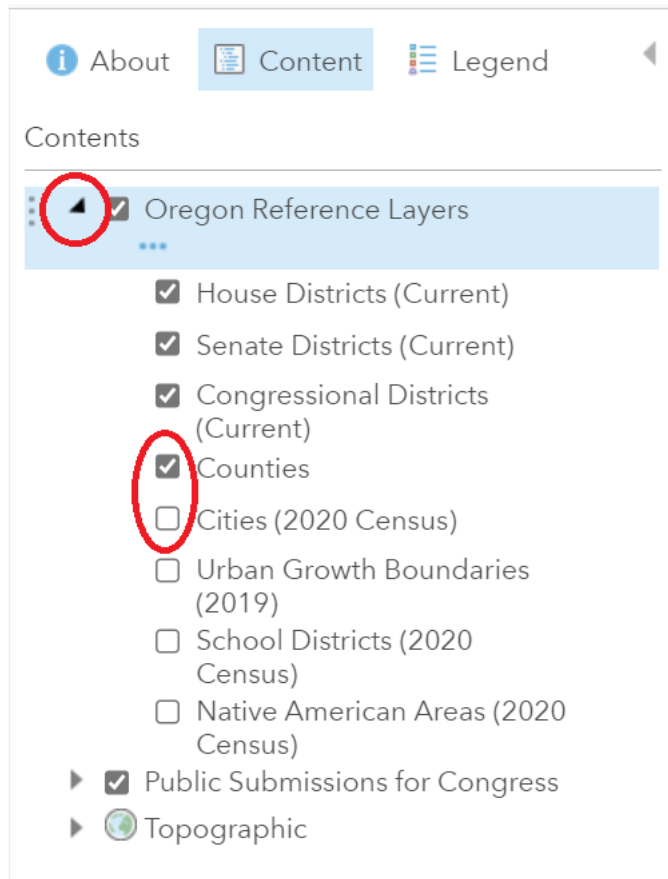 About Content Legend
Contents
Oregon Reference Layers
House Districts (Current)
Senate Districts (Current)
Congressional Districts
(Current)
Counties
Cities (2020 Census)
Urban Growth Boundaries
(2019)
School Districts (2020
Census)
Native American Areas (2020
Census)
Public Submissions for Congress
Topographic